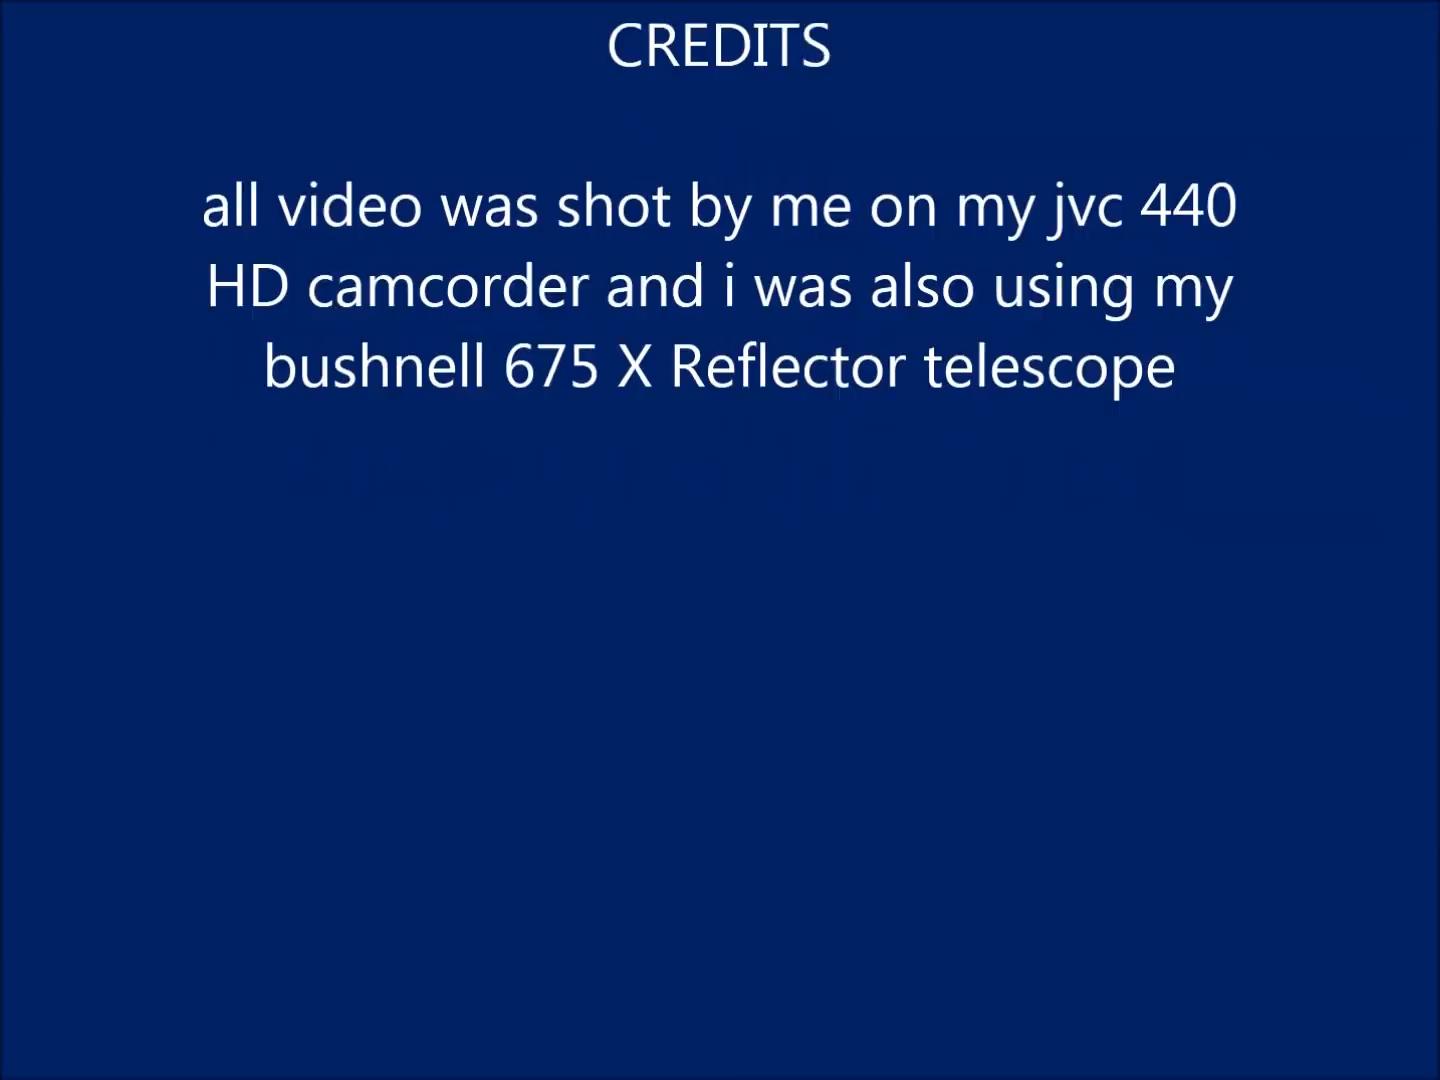 CREDITS
all video was shot by me on my jvc 440
HD camcorder and i was also using my
bushnell 675 X Reflector telescope